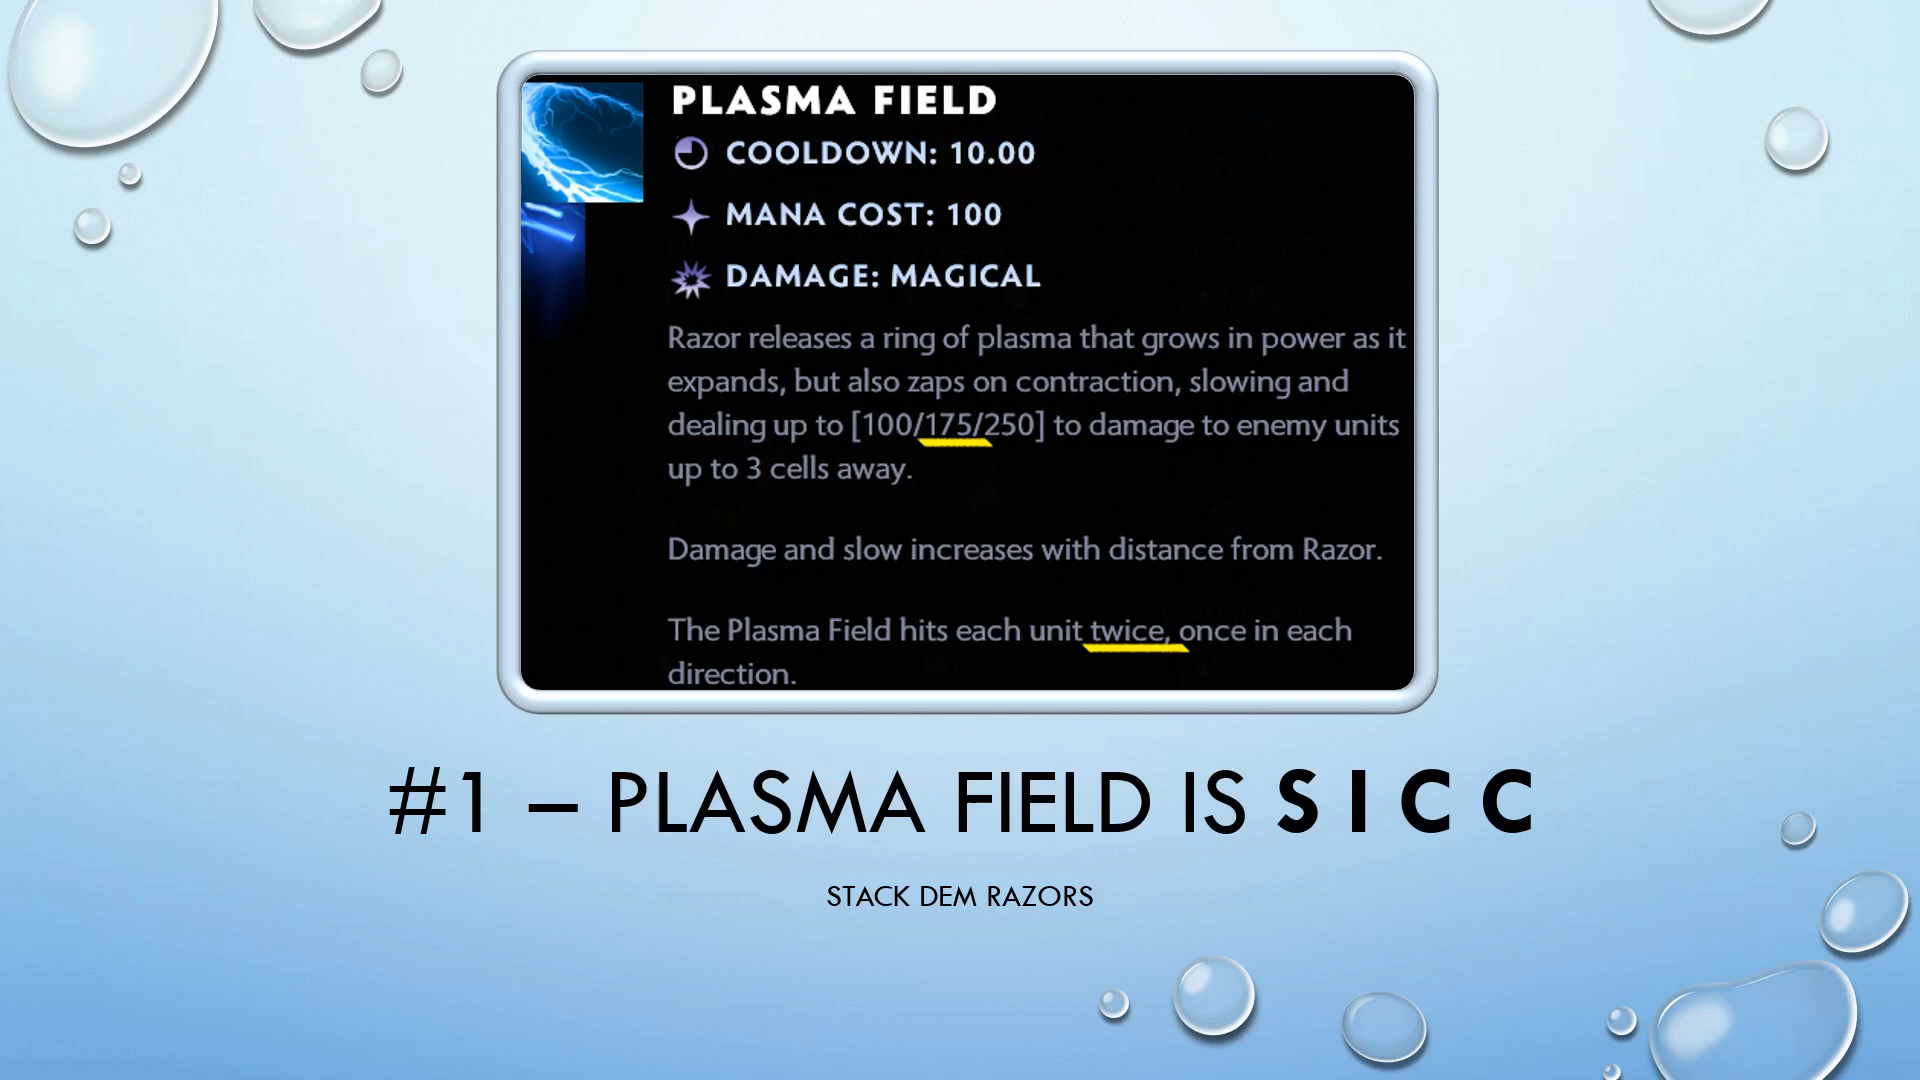 PLASMA FIELD
COOLDOWN: 10.00
MANA COST: 100
DAMAGE: MAGICAL
Razor releases a ring of plasma that grows in power as it
expands, but also zaps on contraction, slowing and
dealing up to [100/175/250] to damage to enemy units
up to 3 cells away.
Damage and slow increases with distance from Razor.
The Plasma Field hits each unit twice, once in each
direction.
#1 – PLASMA FIELD IS S I C C
STACK DEM RAZORS